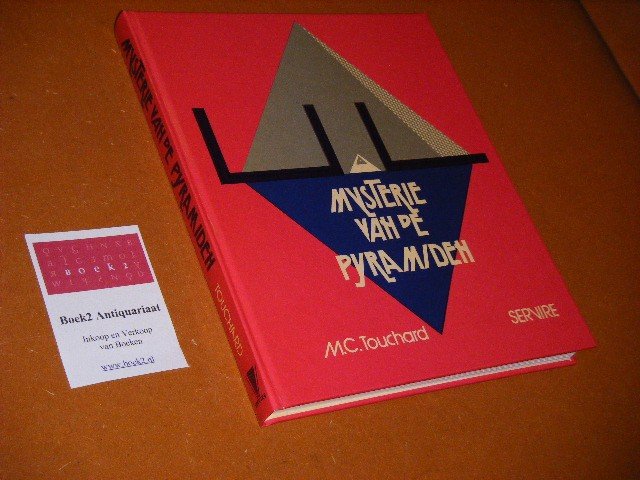 MYSTERIE
VAN DE
PYRAMIDEN
M.C. Touchard
SERVIRE
MYSTERIE VAN DE PYRAMIDEN
TOUCHARD
BOEK2
Boek2 Antiquariaat
Inkoop en Verkoop
van Boeken
www.boek2.nl